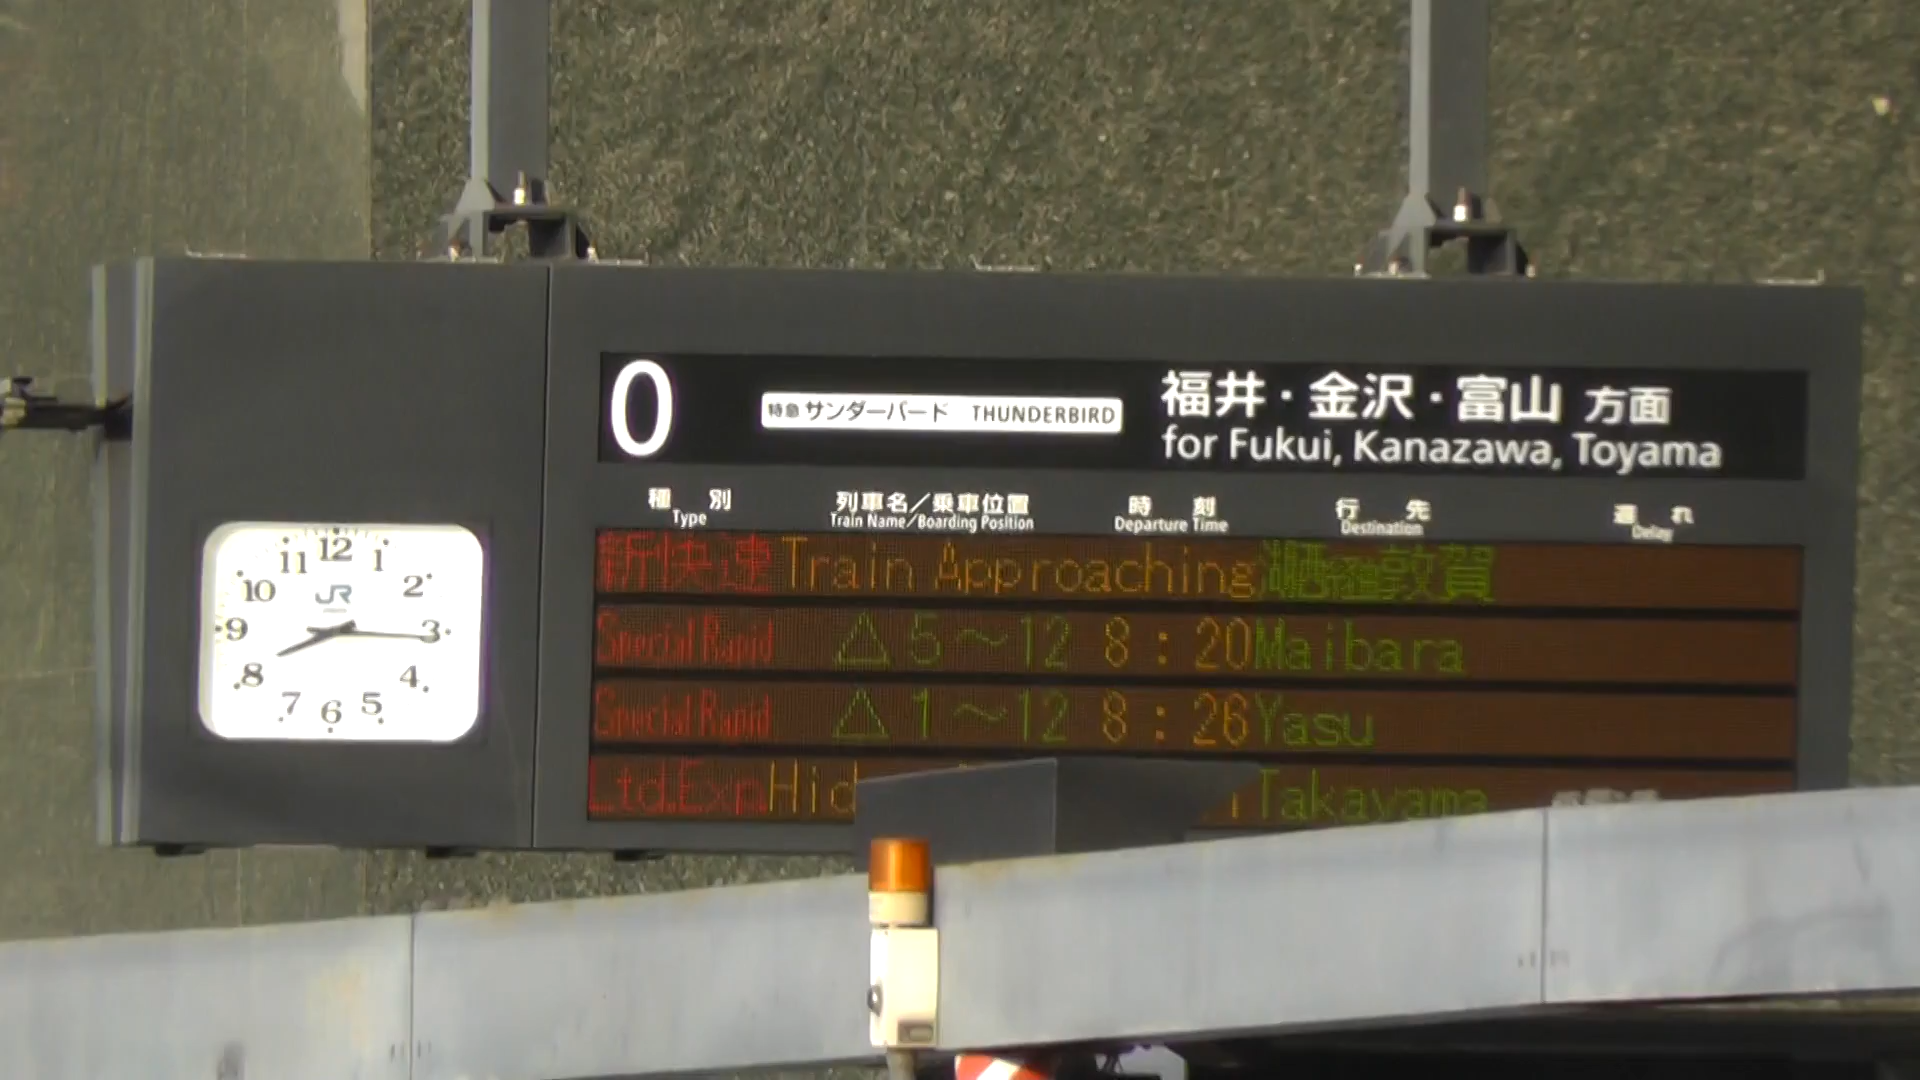 0
特急 サンダーバード THUNDERBIRD
福井・金沢・富山 方面
for Fukui, Kanazawa, Toyama
種別 列車名/乗車位置 時刻 行先 遅れ
Type Train Name/Boarding Position Departure Time Destination Delay
新快速 Train Approaching 湖西経由敦賀
Special Rapid △ 5~12 8:20 Maibara
Special Rapid △ 1~12 8:26 Yasu
Ltd.Exp. Takayama
12
11 1
10 JR 2
9 3
8 4
7 6 5